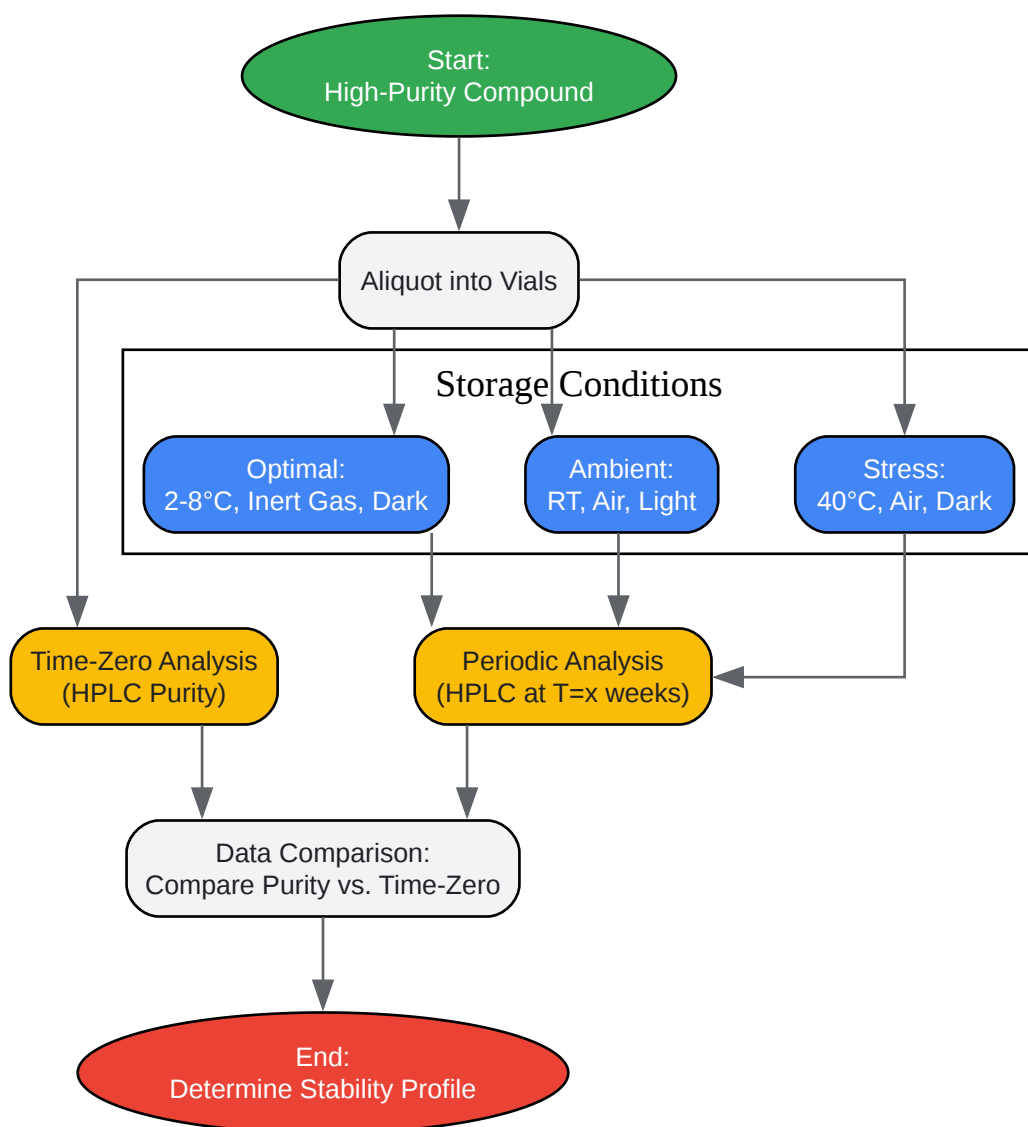 Start:
High-Purity Compound
Aliquot into Vials
Storage Conditions
Optimal:
2-8°C, Inert Gas, Dark
Ambient:
RT, Air, Light
Stress:
40°C, Air, Dark
Time-Zero Analysis
(HPLC Purity)
Periodic Analysis
(HPLC at T=x weeks)
Data Comparison:
Compare Purity vs. Time-Zero
End:
Determine Stability Profile